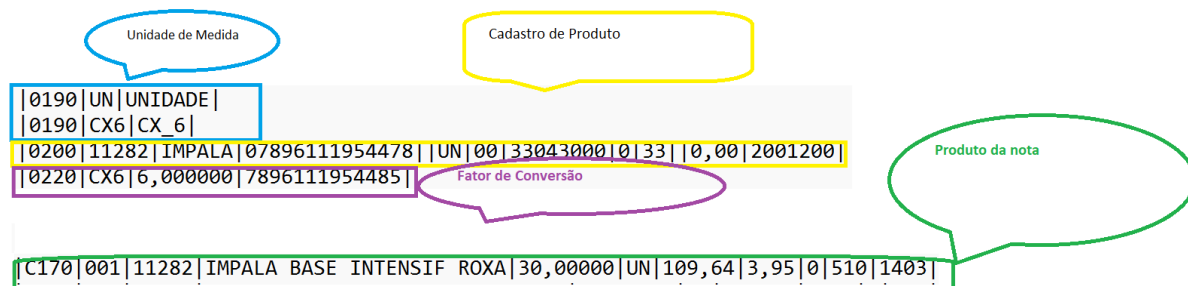 Unidade de Medida
Cadastro de Produto
|0190|UN|UNIDADE|
|0190|CX6|CX_6|
|0200|11282|IMPALA|07896111954478||UN|00|33043000|0|33||0,00|2001200|
|0220|CX6|6,000000|7896111954485|
Fator de Conversão
Produto da nota
|C170|001|11282|IMPALA BASE INTENSIF ROXA|30,00000|UN|109,64|3,95|0|510|1403|